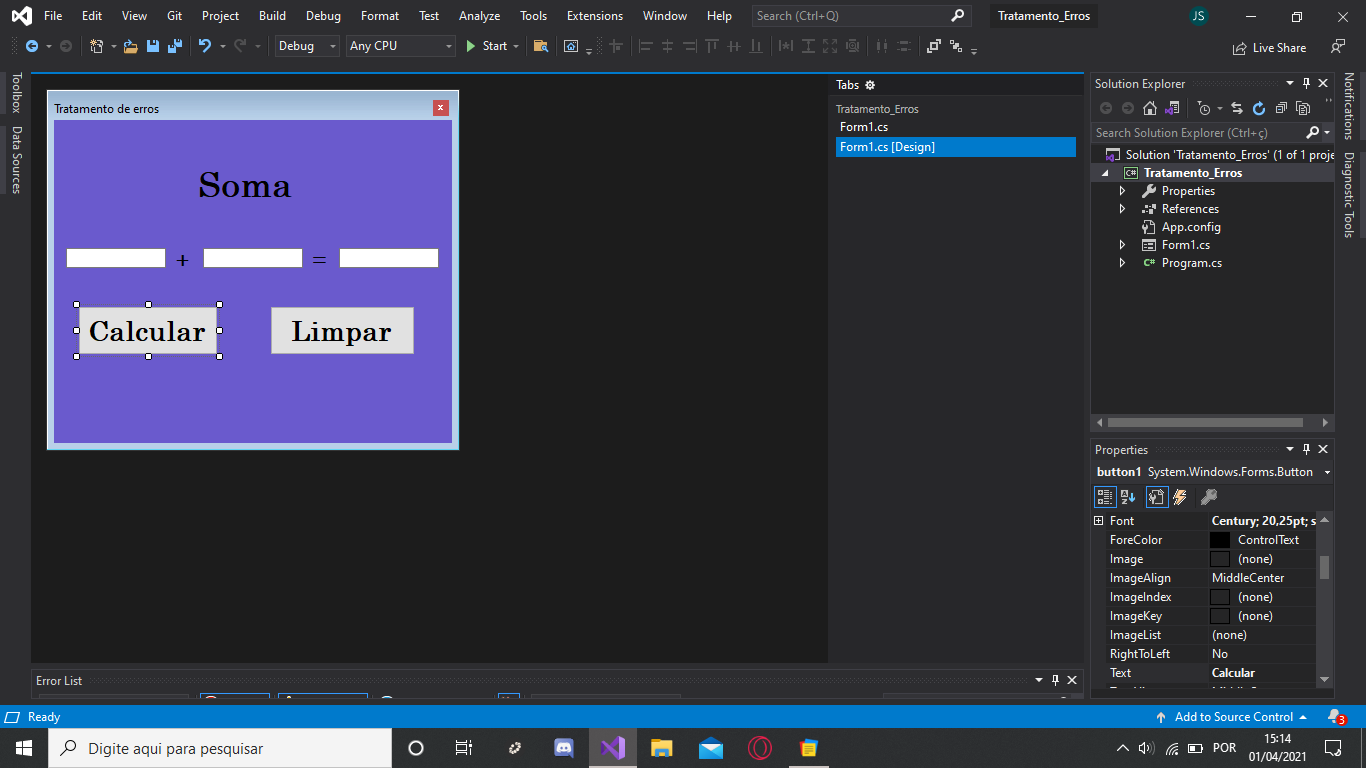 File Edit View Git Project Build Debug Format Test Analyze Tools Extensions Window Help Search (Ctrl+Q) Tratamento_Erros JS
Debug Any CPU Start Live Share
Toolbox
Data Sources
Tratamento de erros x
Soma
+ =
Calcular Limpar
Tabs
Tratamento_Erros
Form1.cs
Form1.cs [Design]
Solution Explorer
Search Solution Explorer (Ctrl+ç)
Solution 'Tratamento_Erros' (1 of 1 proje
C# Tratamento_Erros
Properties
References
App.config
Form1.cs
C# Program.cs
Notifications
Diagnostic Tools
Properties
button1 System.Windows.Forms.Button
Font Century; 20,25pt; s
ForeColor ControlText
Image (none)
ImageAlign MiddleCenter
ImageIndex (none)
ImageKey (none)
ImageList (none)
RightToLeft No
Text Calcular
Error List
Ready Add to Source Control 3
Digite aqui para pesquisar POR 15:14
01/04/2021